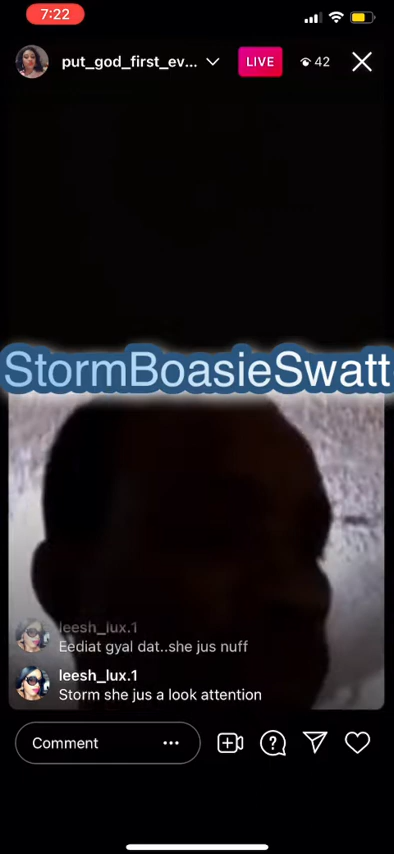 7:22
put_god_first_ev... LIVE 42
StormBoasieSwatt
leesh_lux.1
Eediat gyal dat..she jus nuff
leesh_lux.1
Storm she jus a look attention
Comment ...